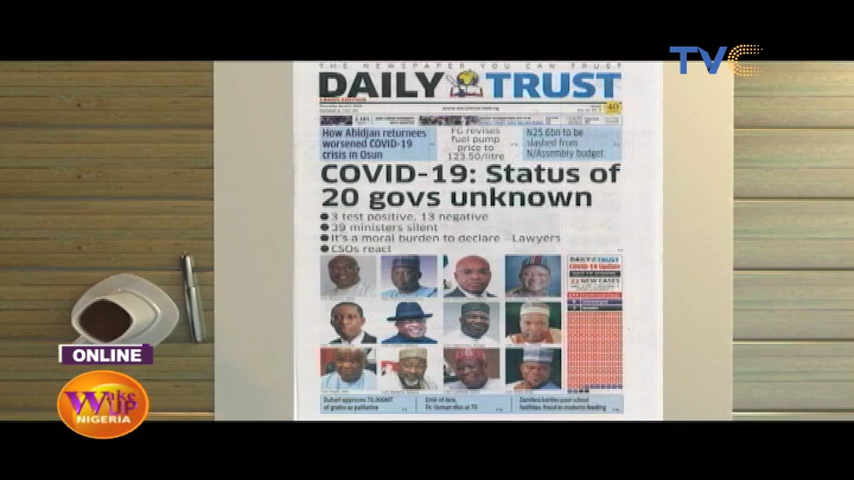 TVC
THE NEWSPAPER YOU CAN TRUST
DAILY TRUST
How Abidjan returnees
worsened COVID-19
crisis in Osun
FG revises
fuel pump
price to
123.50/litre
N25.6bn to be
slashed from
N/Assembly budget
COVID-19: Status of
20 govs unknown
3 test positive, 13 negative
39 ministers silent
It's a moral burden to declare - Lawyers
CSOs react
DAILY TRUST
COVID-19 Update
23 NEW CASES
Buhari approves 70,000MT
of grains as palliative
Emir of
Dr. Usman dies at 70
Zamfara battles poor school
facilities, fraud in students feeding
ONLINE
Wake
UP
NIGERIA